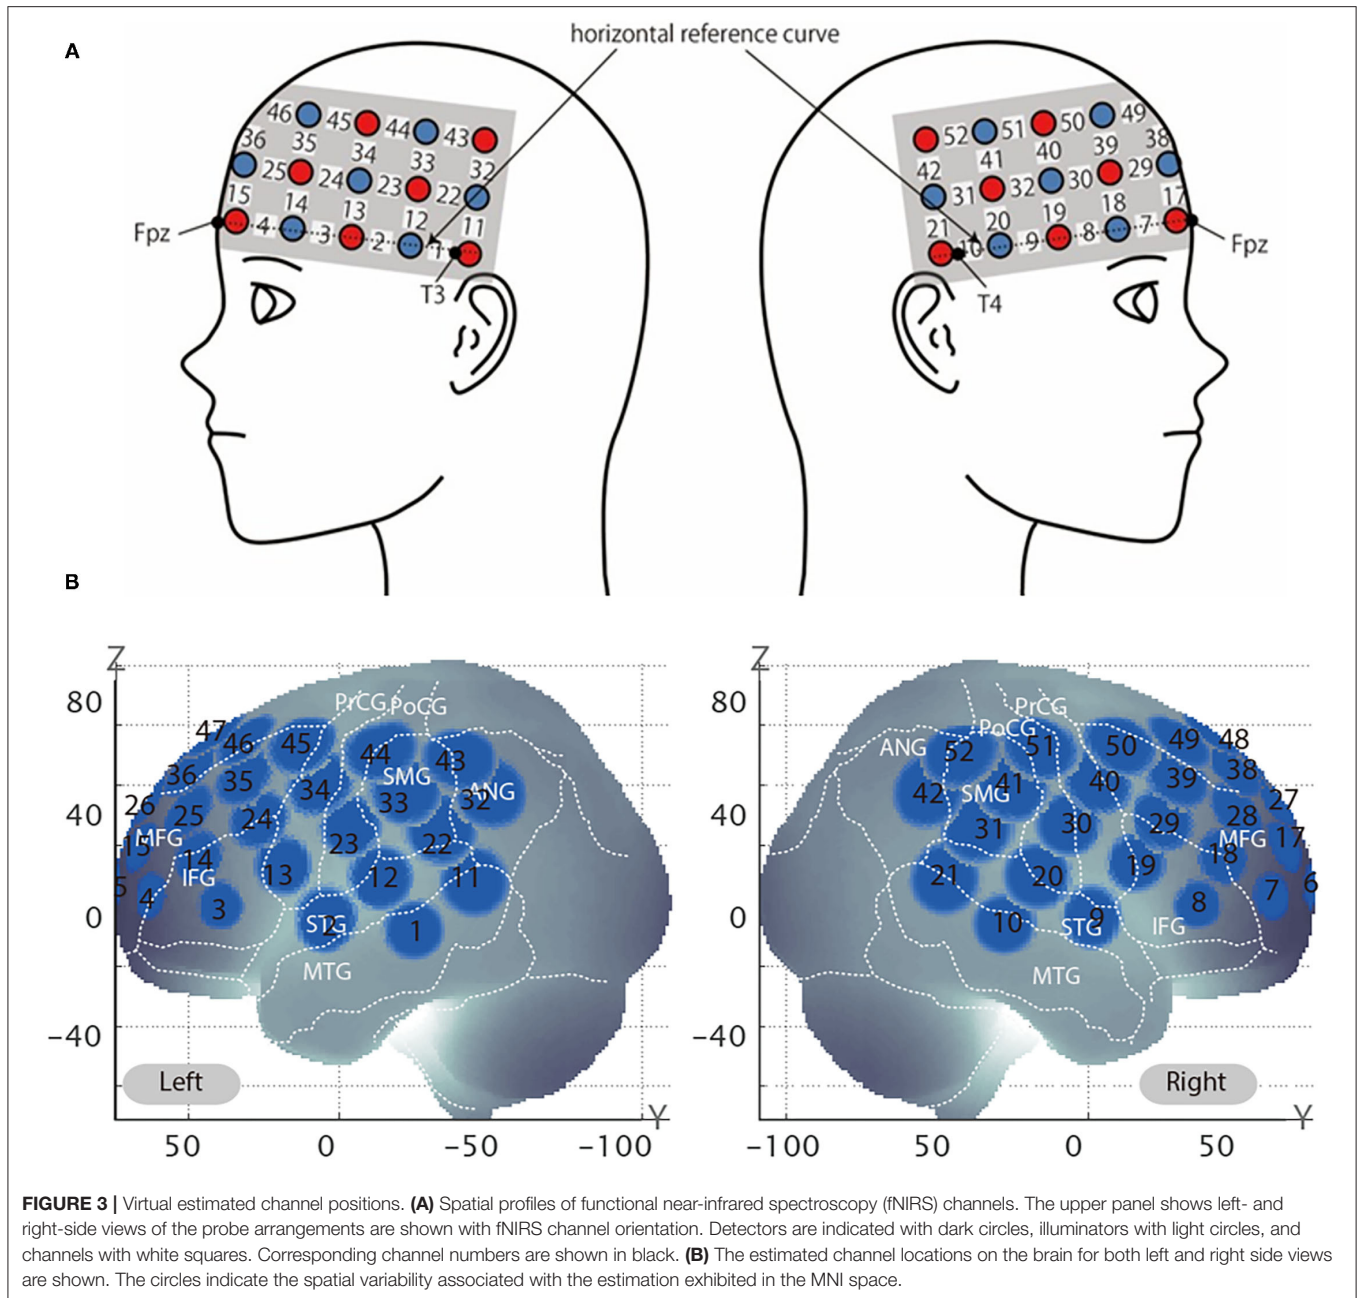 A
horizontal reference curve
46 45 44 43
36 35 34 33 32
25 24 23 22
15 14 13 12 11
4 3 2 1
Fpz
T3
52 51 50 49
42 41 40 39 38
31 32 30 29
21 20 19 18 17
10 9 8 7
Fpz
T4
B
Z
80
40
0
−40
PrCG PoCG
47 46 45 44 43
SMG
36 35 34 33 32 ANG
26 25 24 23 22
MFG
15 14 13 12 11
IFG
5 4 3 2 1
STG
MTG
Left
50 0 −50 −100 Y
Z
80
40
0
−40
PrCG
PoCG
ANG 52 51 50 49 48
42 SMG 41 40 39 38
31 30 29 28 27
MFG
21 20 19 18 17
10 9 8 7 6
STG IFG
MTG
Right
−100 50 0 50 Y
FIGURE 3 | Virtual estimated channel positions. (A) Spatial profiles of functional near-infrared spectroscopy (fNIRS) channels. The upper panel shows left- and
right-side views of the probe arrangements are shown with fNIRS channel orientation. Detectors are indicated with dark circles, illuminators with light circles, and
channels with white squares. Corresponding channel numbers are shown in black. (B) The estimated channel locations on the brain for both left and right side views
are shown. The circles indicate the spatial variability associated with the estimation exhibited in the MNI space.